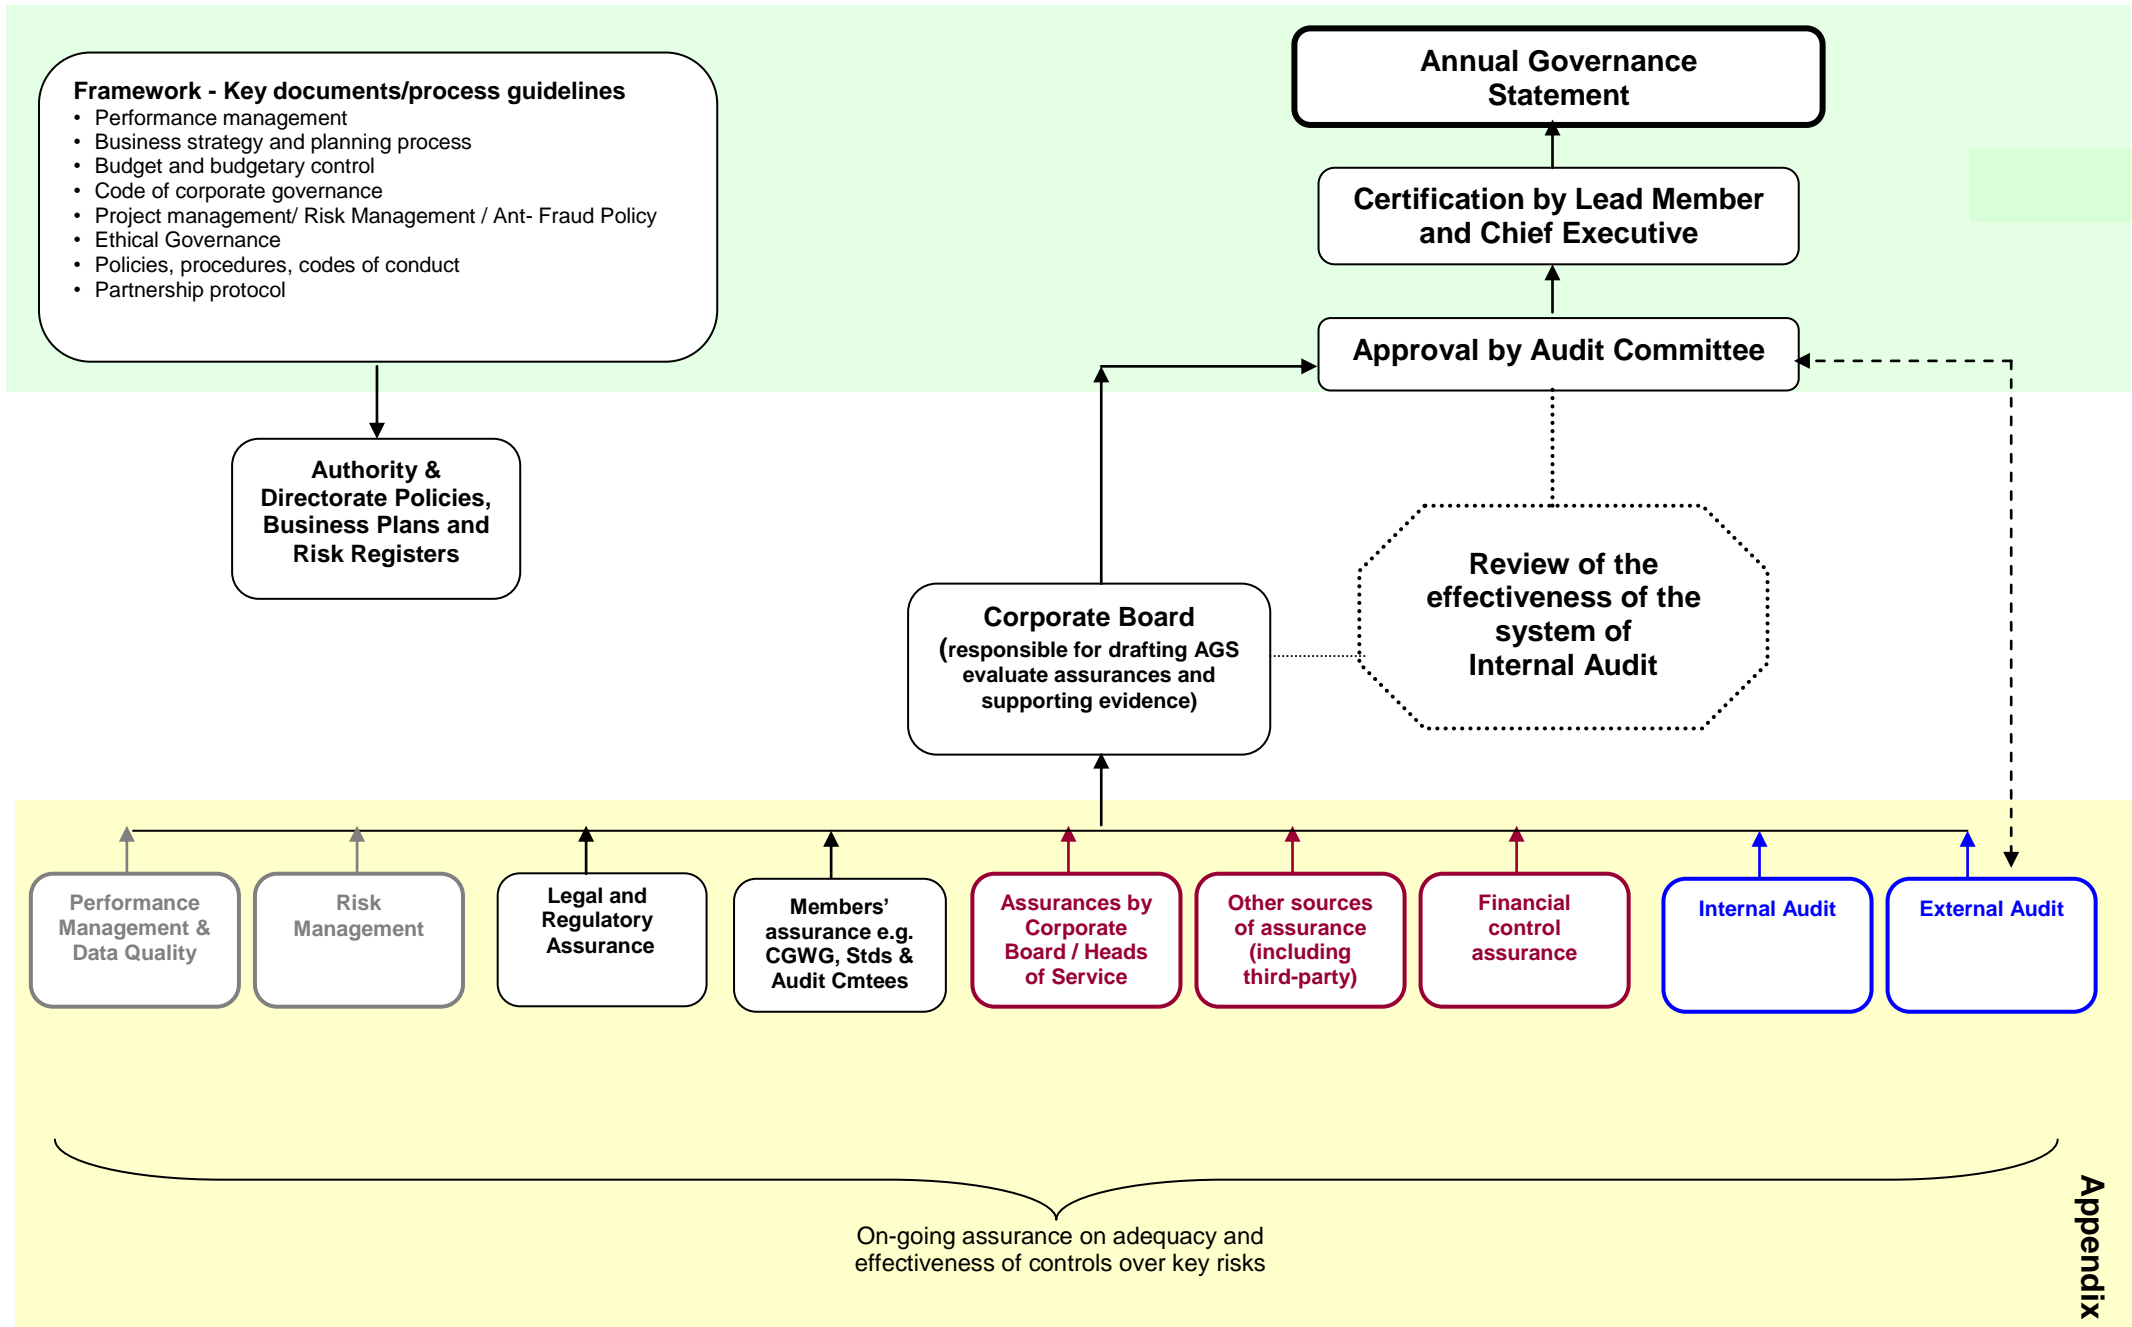 Framework - Key documents/process guidelines
• Performance management
• Business strategy and planning process
• Budget and budgetary control
• Code of corporate governance
• Project management/ Risk Management / Ant- Fraud Policy
• Ethical Governance
• Policies, procedures, codes of conduct
• Partnership protocol
Annual Governance
Statement
Certification by Lead Member
and Chief Executive
Approval by Audit Committee
Authority &
Directorate Policies,
Business Plans and
Risk Registers
Corporate Board
(responsible for drafting AGS
evaluate assurances and
supporting evidence)
Review of the
effectiveness of the
system of
Internal Audit
Performance
Management &
Data Quality
Risk
Management
Legal and
Regulatory
Assurance
Members’
assurance e.g.
CGWG, Stds &
Audit Cmtees
Assurances by
Corporate
Board / Heads
of Service
Other sources
of assurance
(including
third-party)
Financial
control
assurance
Internal Audit
External Audit
On-going assurance on adequacy and
effectiveness of controls over key risks
Appendix